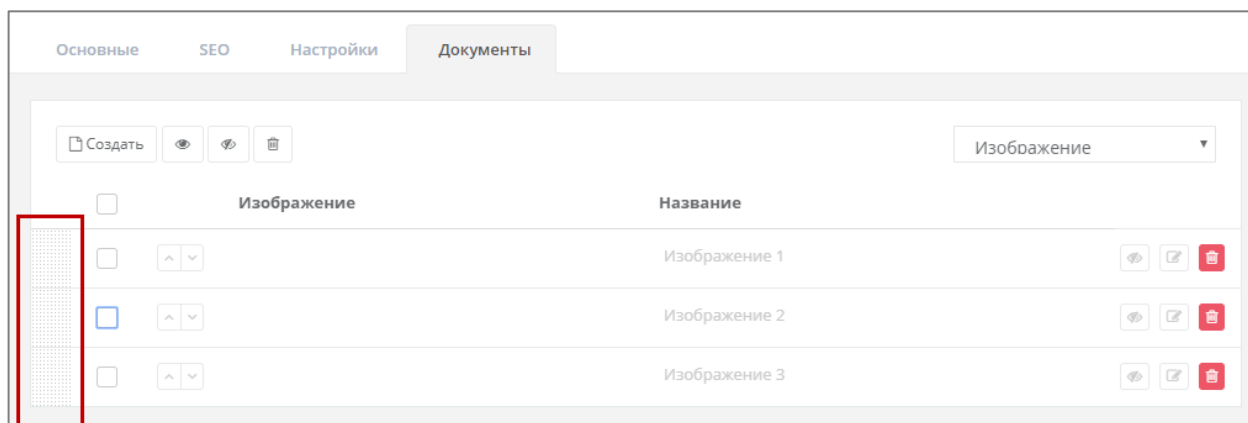 Основные SEO Настройки Документы
Создать Изображение
Изображение Название
Изображение 1
Изображение 2
Изображение 3